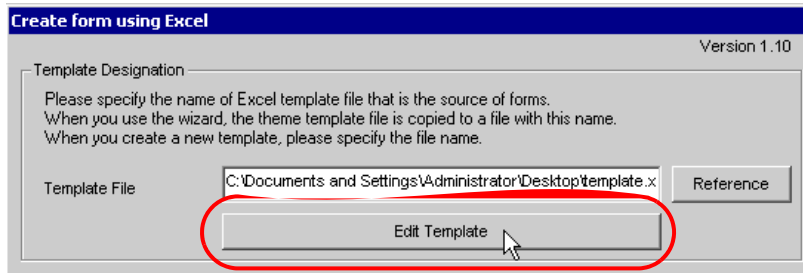 Create form using Excel
Version 1.10
Template Designation
Please specify the name of Excel template file that is the source of forms.
When you use the wizard, the theme template file is copied to a file with this name.
When you create a new template, please specify the file name.
Template File
C:\Documents and Settings\Administrator\Desktop\template.x
Reference
Edit Template